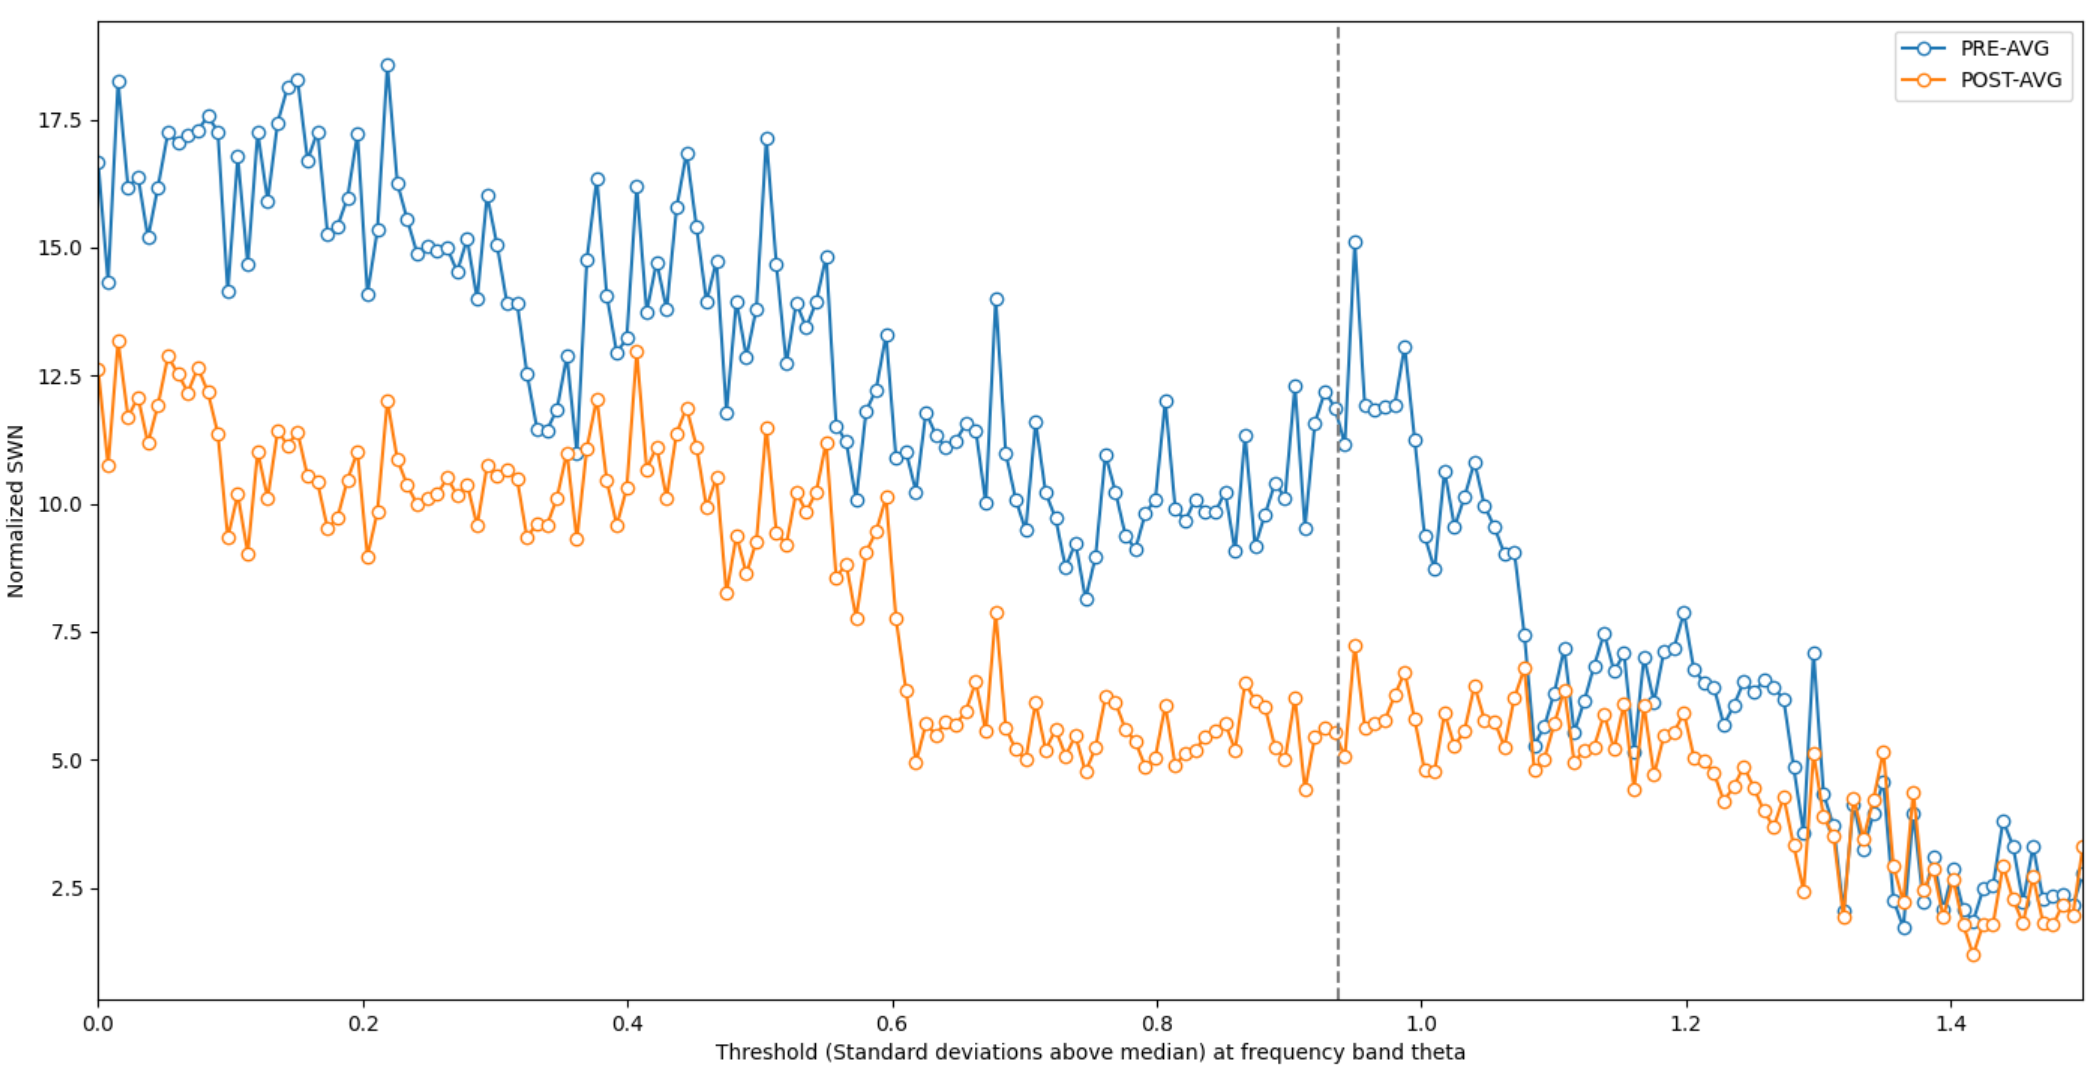 PRE-AVG
POST-AVG
17.5
15.0
12.5
10.0
7.5
5.0
2.5
Normalized SWN
0.0 0.2 0.4 0.6 0.8 1.0 1.2 1.4
Threshold (Standard deviations above median) at frequency band theta